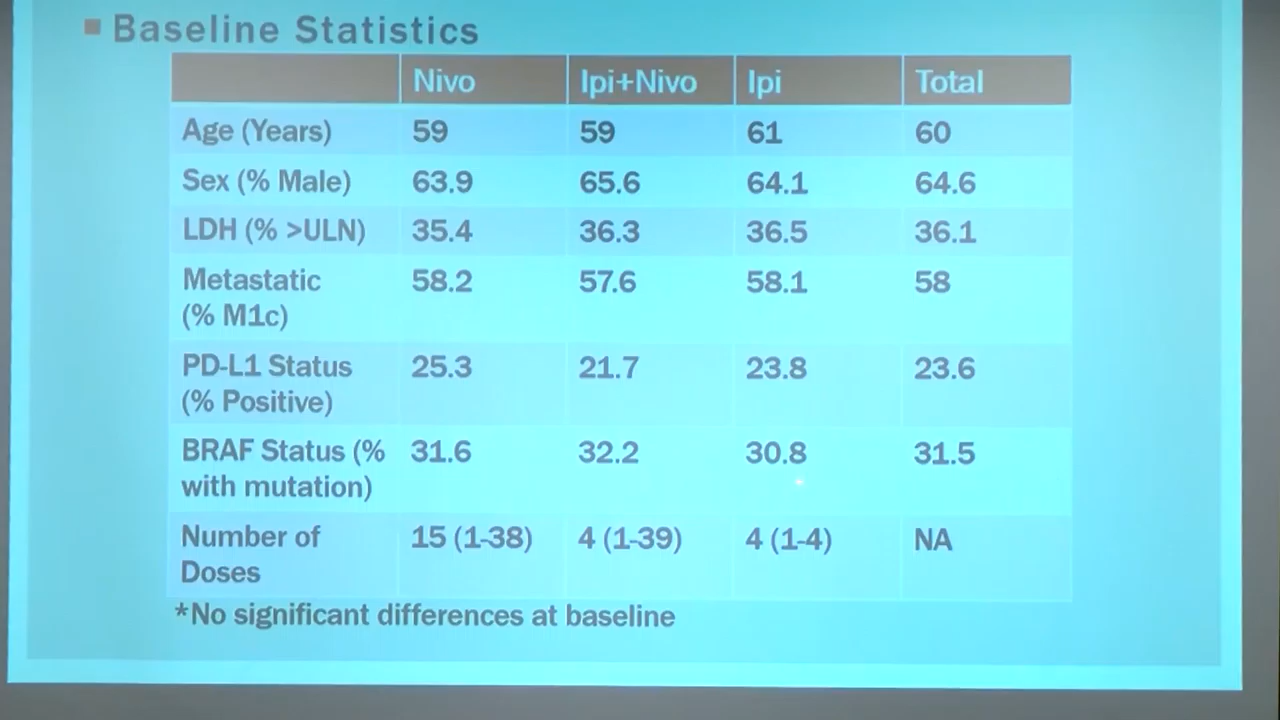 ▪ Baseline Statistics
Nivo Ipi+Nivo Ipi Total
Age (Years) 59 59 61 60
Sex (% Male) 63.9 65.6 64.1 64.6
LDH (% >ULN) 35.4 36.3 36.5 36.1
Metastatic 58.2 57.6 58.1 58
(% M1c)
PD-L1 Status 25.3 21.7 23.8 23.6
(% Positive)
BRAF Status (% 31.6 32.2 30.8 31.5
with mutation)
Number of 15 (1-38) 4 (1-39) 4 (1-4) NA
Doses
*No significant differences at baseline